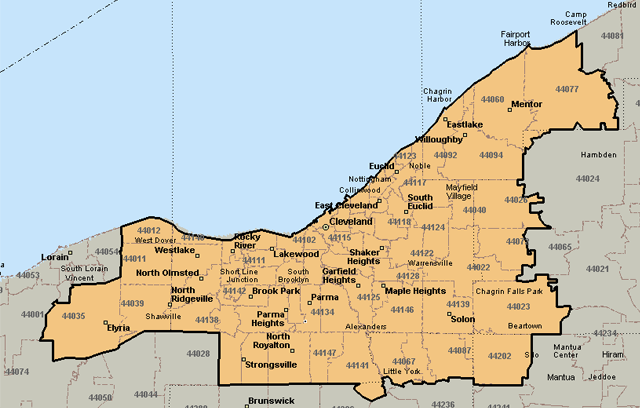 Redbird
Camp
Roosevelt
44081
Fairport
Harbor
44077
Chagrin
Harbor
44060
Mentor
Eastlake
Willoughby
44092
44094
44123
Noble
Euclid
Nottingham
44117
Collinwood
Hambden
44024
Mayfield
Village
South
Euclid
East Cleveland
44040
44026
44118
44124
Cleveland
44115
44012
West Dover
44140
Rocky
River
44102
44011
Westlake
44111
Lakewood
Shaker
Heights
44122
Warrensville
44022
44065
44021
Lorain
44054
44053
South Lorain
Vincent
North Olmsted
Short Line
Junction
South
Brooklyn
Garfield
Heights
44128
44001
44035
44039
North
Ridgeville
44142
Brook Park
Parma
44125
Maple Heights
44139
Chagrin Falls Park
44023
Elyria
Shawville
44138
Parma
Heights
44134
Alexanders
44146
Solon
Beartown
44234
44028
North
Royalton
Strongsville
44147
44141
44067
Little York
44087
44202
Mantua
Center
Hiram
44074
Mantua
Jeddoe
44050
44044
Brunswick
44236
44241